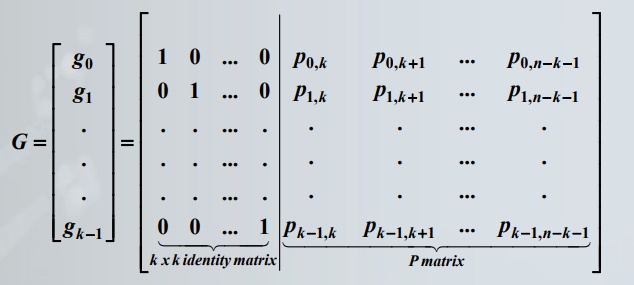 g0 1 0 ... 0 p0,k p0,k+1 ... p0,n-k-1
g1 0 1 ... 0 p1,k p1,k+1 ... p1,n-k-1
. . . ... . . . ... .
G = . = . . ... . . . ... .
. . . ... . . . ... .
gk-1 0 0 ... 1 pk-1,k pk-1,k+1 ... pk-1,n-k-1
k x k identity matrix P matrix